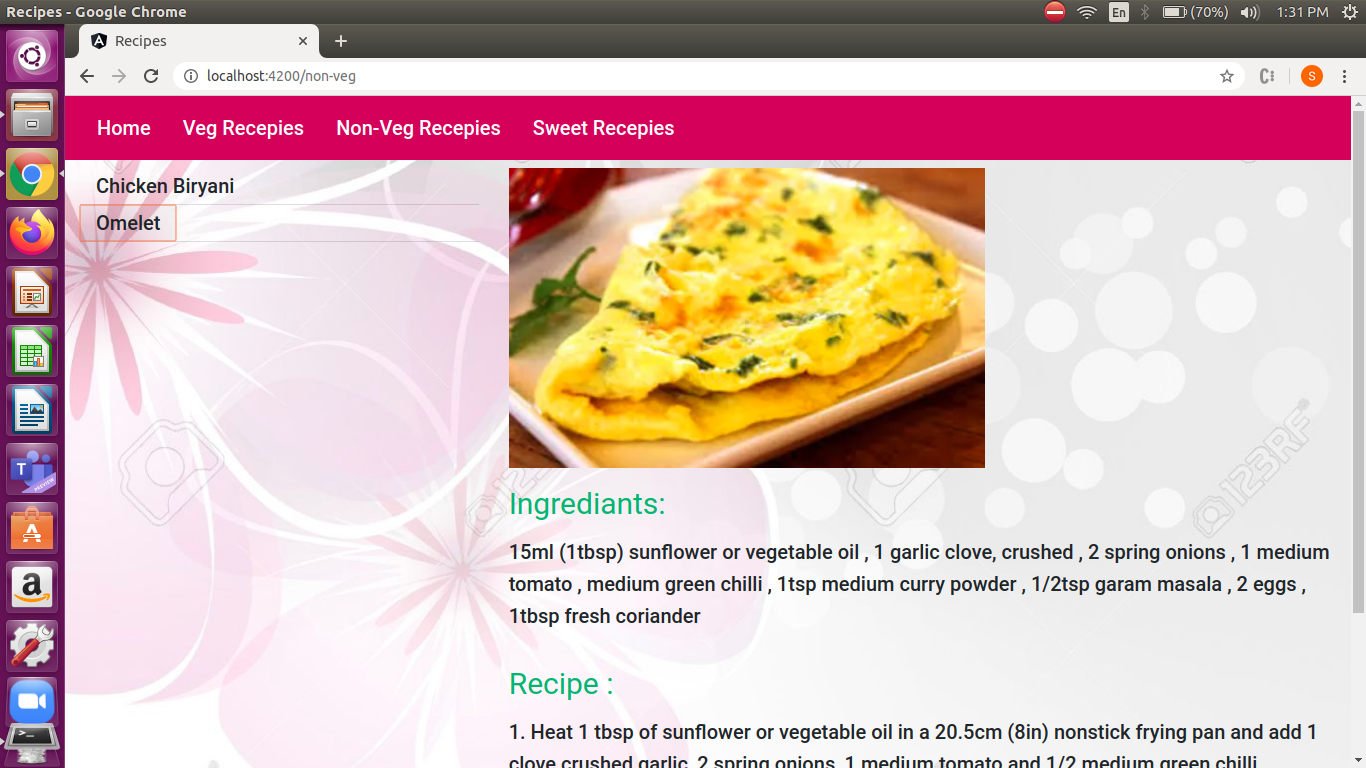 Recipes - Google Chrome
En
(70%)
1:31 PM
Recipes
localhost:4200/non-veg
S
Home
Veg Recepies
Non-Veg Recepies
Sweet Recepies
Chicken Biryani
Omelet
@123RF
@123RF
Ingrediants:
15ml (1tbsp) sunflower or vegetable oil , 1 garlic clove, crushed , 2 spring onions , 1 medium
tomato , medium green chilli , 1tsp medium curry powder , 1/2tsp garam masala , 2 eggs ,
1tbsp fresh coriander
Recipe :
1. Heat 1 tbsp of sunflower or vegetable oil in a 20.5cm (8in) nonstick frying pan and add 1
clove crushed garlic, 2 spring onions, 1 medium tomato and 1/2 medium green chilli
T
PREVIEW
A
a
>_